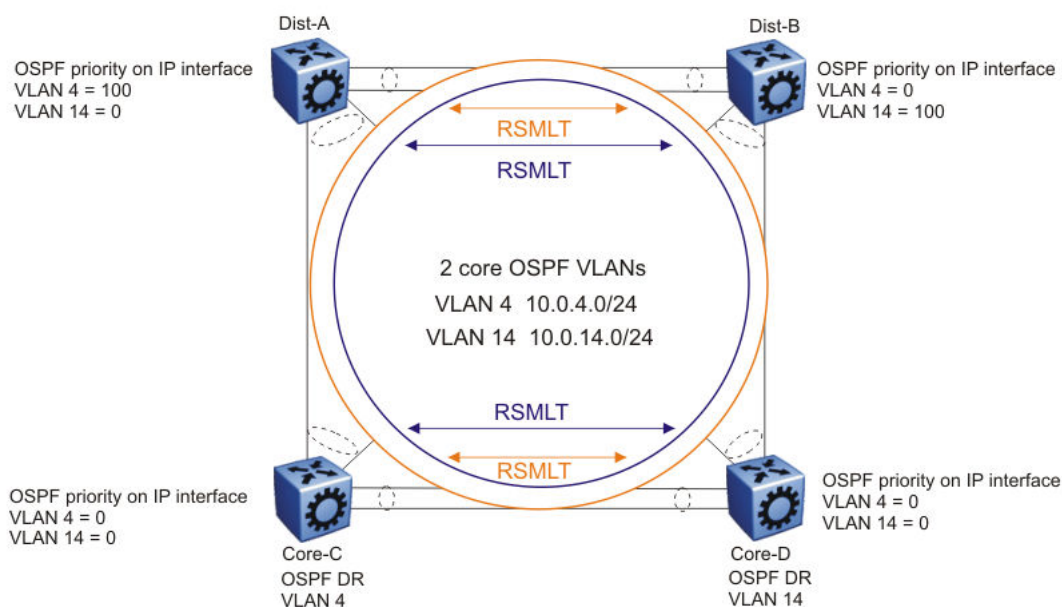 Dist-A
OSPF priority on IP interface
VLAN 4 = 100
VLAN 14 = 0
Dist-B
OSPF priority on IP interface
VLAN 4 = 0
VLAN 14 = 100
RSMLT
RSMLT
2 core OSPF VLANs
VLAN 4 10.0.4.0/24
VLAN 14 10.0.14.0/24
RSMLT
RSMLT
OSPF priority on IP interface
VLAN 4 = 0
VLAN 14 = 0
Core-C
OSPF DR
VLAN 4
OSPF priority on IP interface
VLAN 4 = 0
VLAN 14 = 0
Core-D
OSPF DR
VLAN 14